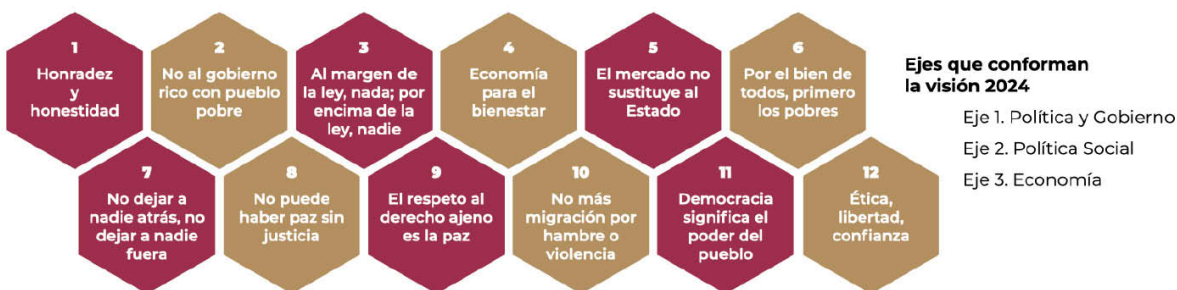 1
Honradez
y
honestidad
2
No al gobierno
rico con pueblo
pobre
3
Al margen de
la ley, nada; por
encima de la
ley, nadie
4
Economía
para el
bienestar
5
El mercado no
sustituye al
Estado
6
Por el bien de
todos, primero
los pobres
7
No dejar a
nadie atrás, no
dejar a nadie
fuera
8
No puede
haber paz sin
justicia
9
El respeto al
derecho ajeno
es la paz
10
No más
migración por
hambre o
violencia
11
Democracia
significa el
poder del
pueblo
12
Ética,
libertad,
confianza
Ejes que conforman
la visión 2024
Eje 1. Política y Gobierno
Eje 2. Política Social
Eje 3. Economía